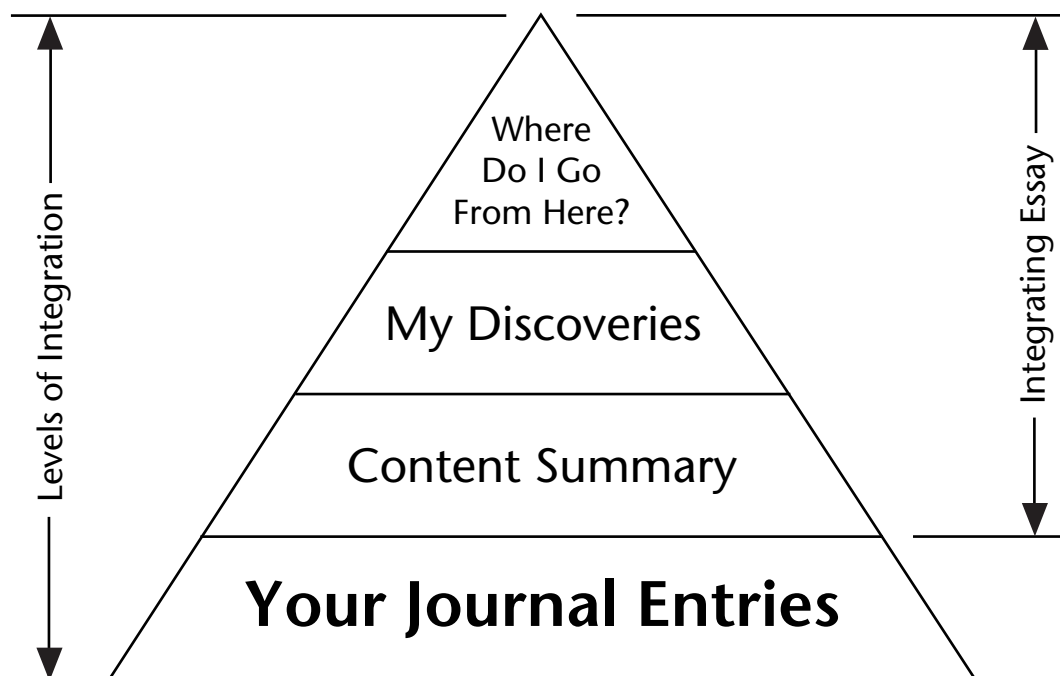 Where
Do I Go
From Here?
My Discoveries
Content Summary
Your Journal Entries
Levels of Integration
Integrating Essay